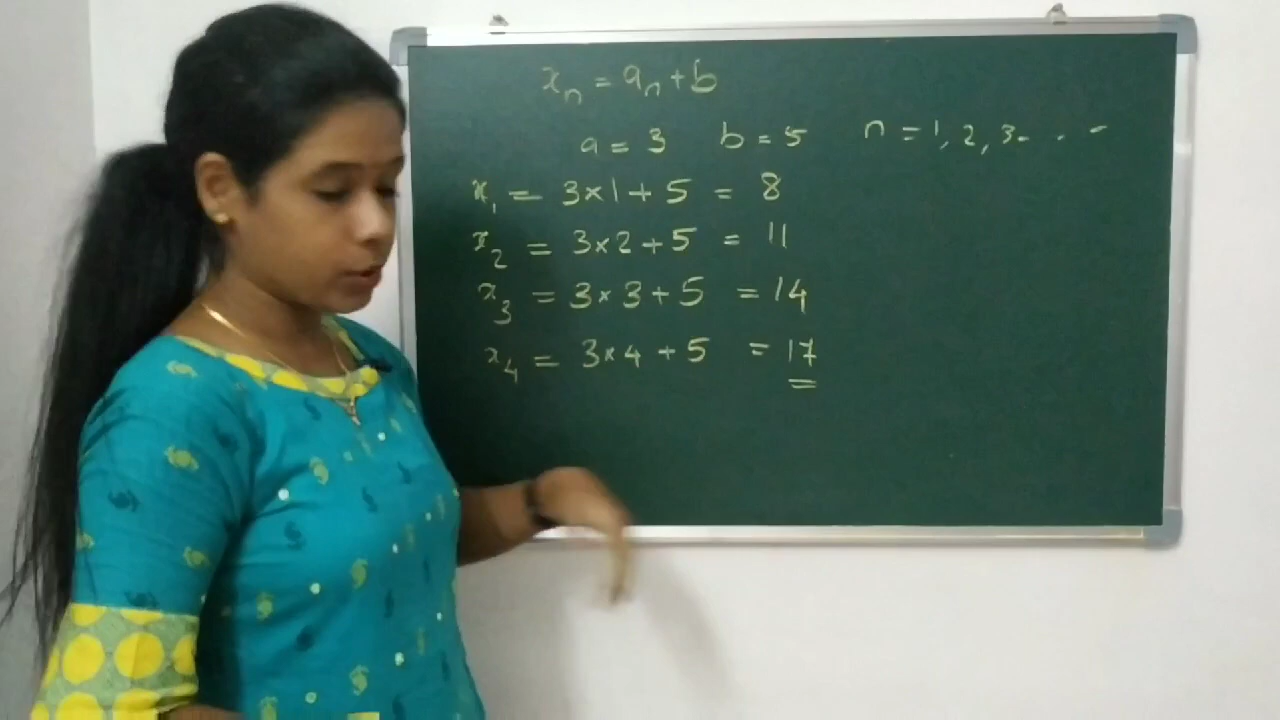 xₙ = aₙ + b
a = 3 b = 5 n = 1, 2, 3 - . . -
x₁ = 3×1 + 5 = 8
x₂ = 3×2 + 5 = 11
x₃ = 3×3 + 5 = 14
x₄ = 3×4 + 5 = 17